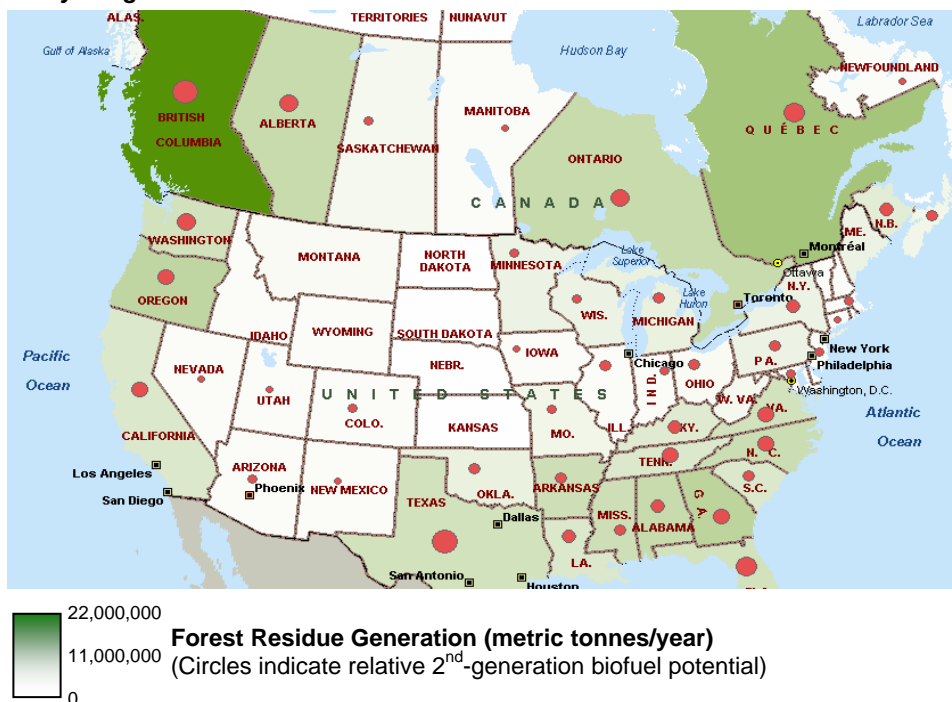 ALAS.
TERRITORIES
NUNAVUT
Labrador Sea
Gulf of Alaska
Hudson Bay
NEWFOUNDLAND
BRITISH
COLUMBIA
ALBERTA
SASKATCHEWAN
MANITOBA
ONTARIO
QUÉBEC
CANADA
WASHINGTON
MONTANA
NORTH
DAKOTA
MINNESOTA
Lake
Superior
ME.
N.B.
Montréal
Ottawa
OREGON
IDAHO
WYOMING
SOUTH DAKOTA
WIS.
MICHIGAN
Lake
Huron
Toronto
N.Y.
Pacific
Ocean
NEVADA
UTAH
NEBR.
IOWA
Chicago
PA.
New York
Philadelphia
UNITED STATES
COLO.
KANSAS
MO.
ILL.
IND.
OHIO
W. VA.
VA.
Washington, D.C.
Atlantic
Ocean
CALIFORNIA
KY.
Los Angeles
San Diego
ARIZONA
Phoenix
NEW MEXICO
TEXAS
OKLA.
ARKANSAS
TENN.
N. C.
S.C.
Dallas
MISS.
ALABAMA
GA.
LA.
San Antonio
Houston
22,000,000
11,000,000
0
Forest Residue Generation (metric tonnes/year)
(Circles indicate relative 2nd-generation biofuel potential)